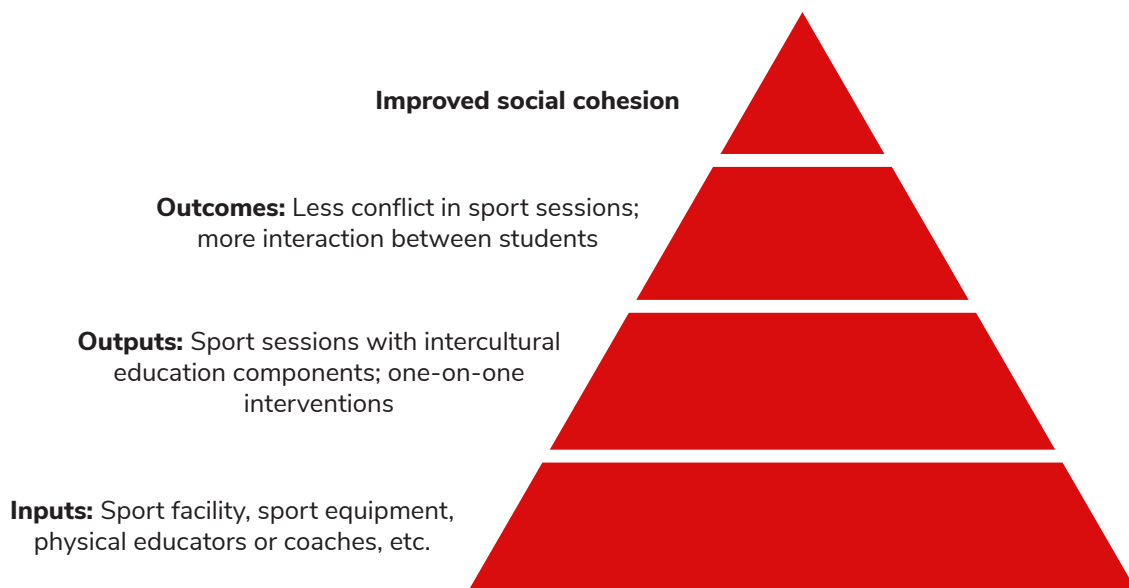 Improved social cohesion
Outcomes: Less conflict in sport sessions;
more interaction between students
Outputs: Sport sessions with intercultural
education components; one-on-one
interventions
Inputs: Sport facility, sport equipment,
physical educators or coaches, etc.